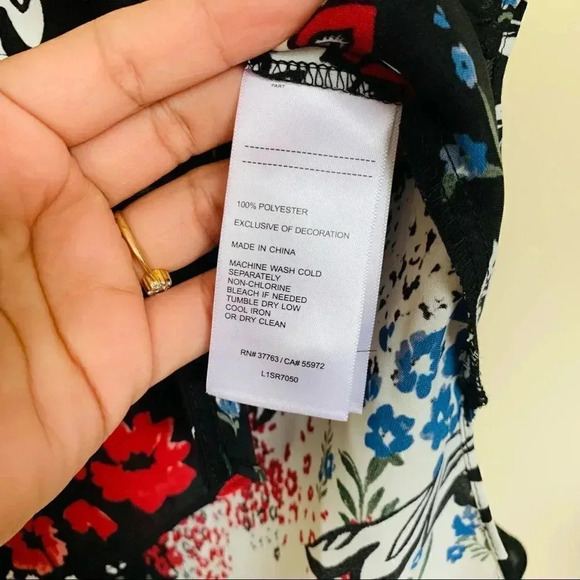 PART
100% POLYESTER
EXCLUSIVE OF DECORATION
MADE IN CHINA
MACHINE WASH COLD
SEPARATELY
NON-CHLORINE
BLEACH IF NEEDED
TUMBLE DRY LOW
COOL IRON
OR DRY CLEAN
RN# 37763 / CA# 55972
L1SR7050